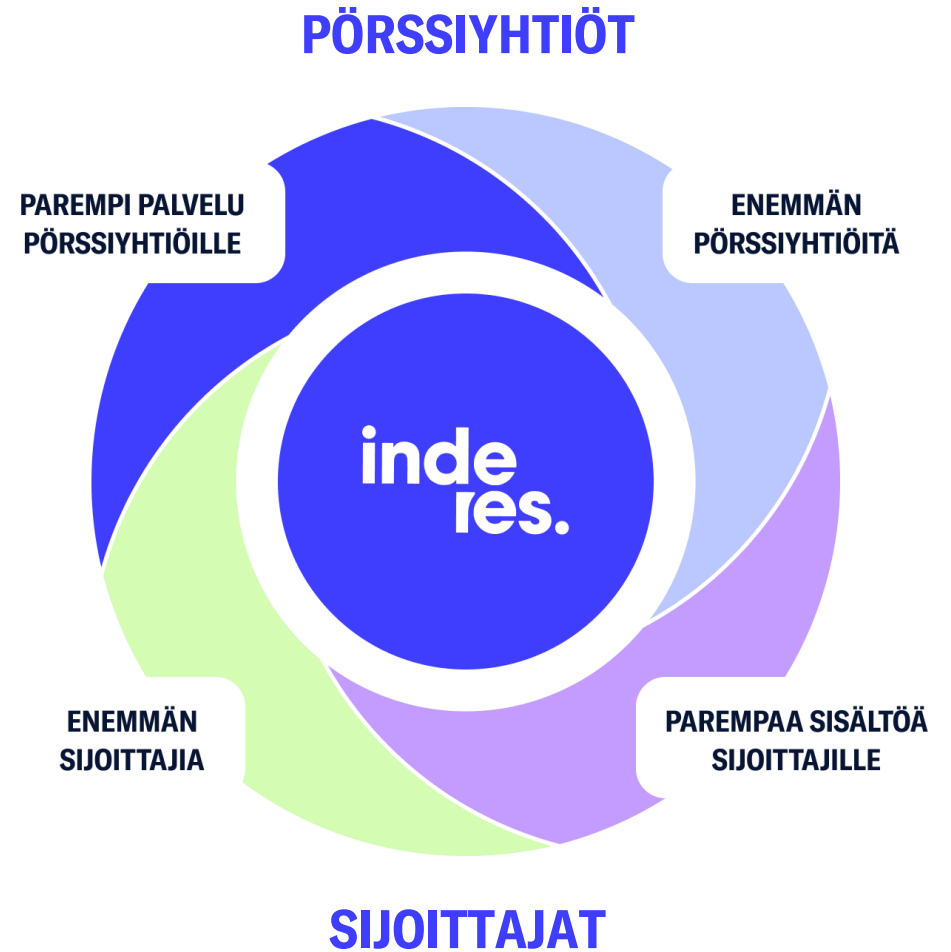 PÖRSSIYHTIÖT
PAREMPI PALVELU
PÖRSSIYHTIÖILLE
ENEMMÄN
PÖRSSIYHTIÖITÄ
inde
res.
ENEMMÄN
SIJOITTAJIA
PAREMPAA SISÄLTÖÄ
SIJOITTAJILLE
SIJOITTAJAT